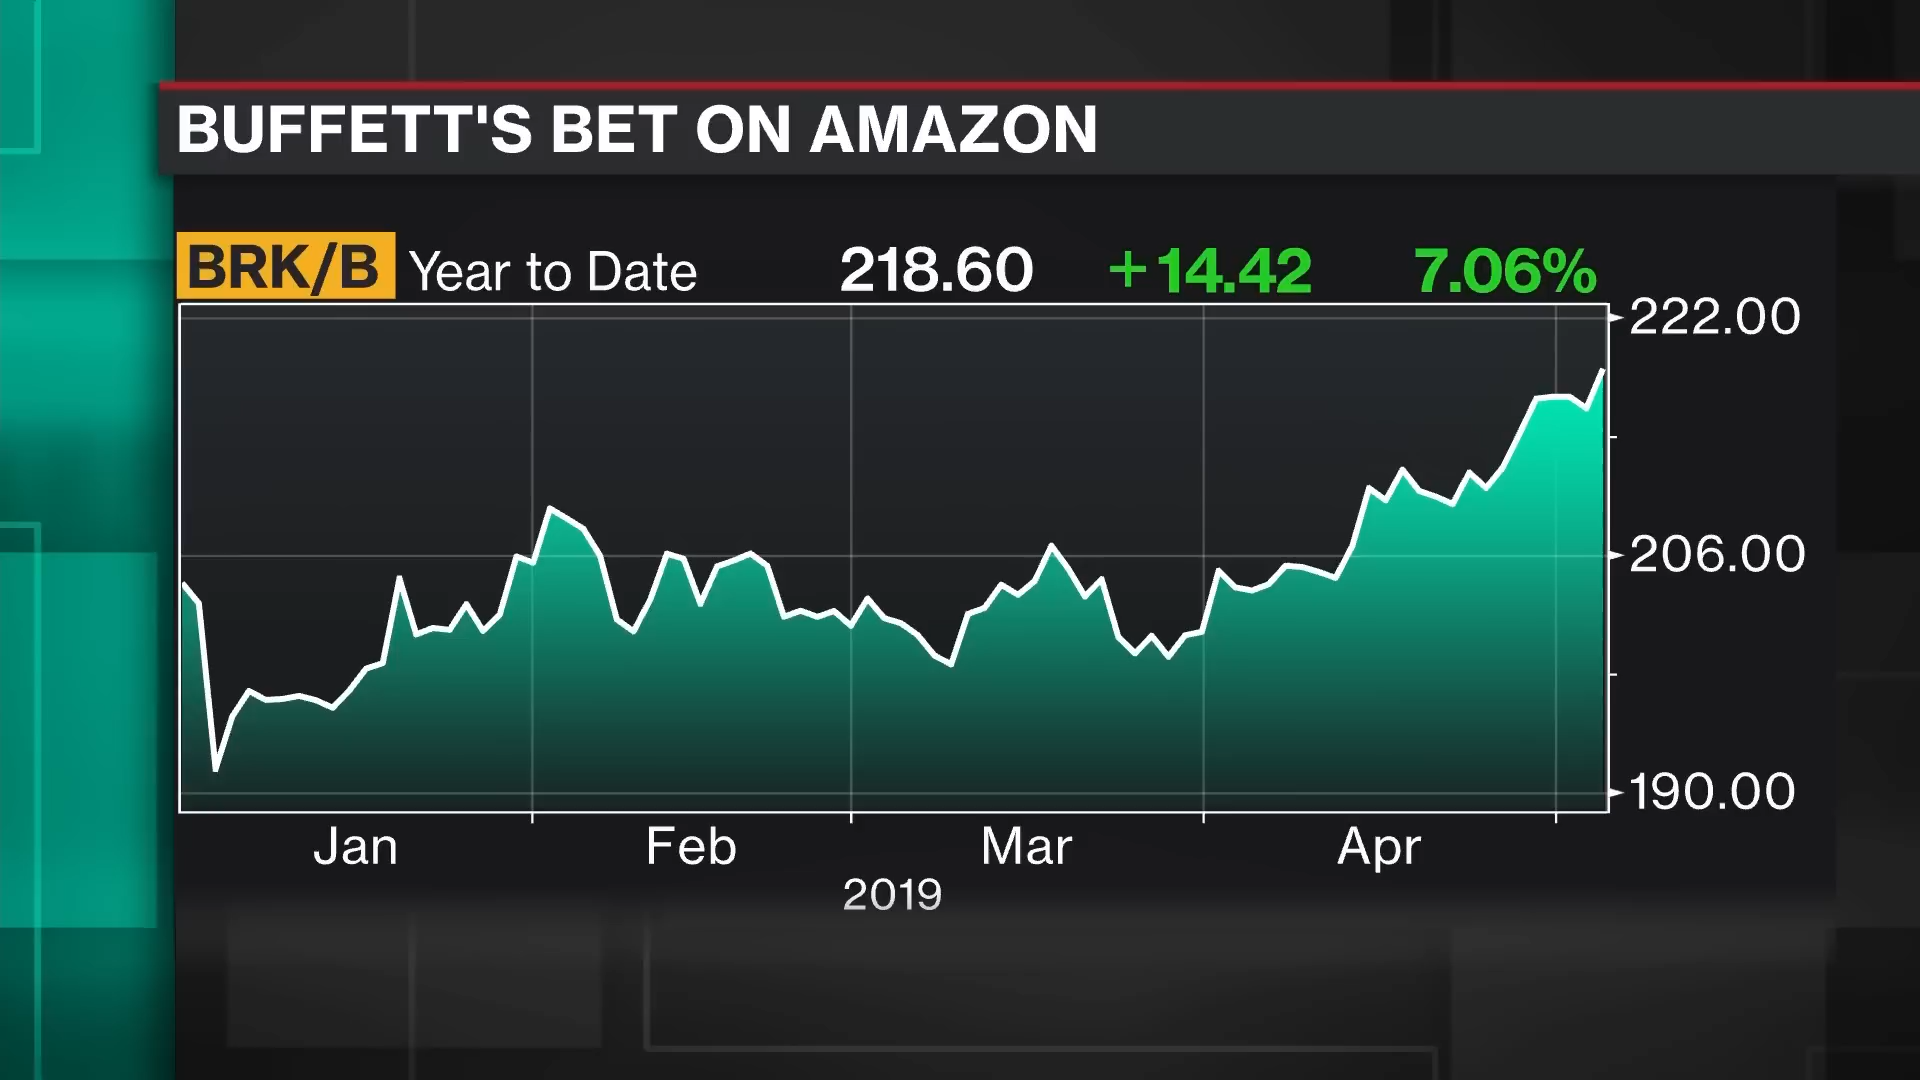 BUFFETT'S BET ON AMAZON
BRK/B Year to Date 218.60 +14.42 7.06%
222.00
206.00
190.00
Jan Feb Mar Apr
2019